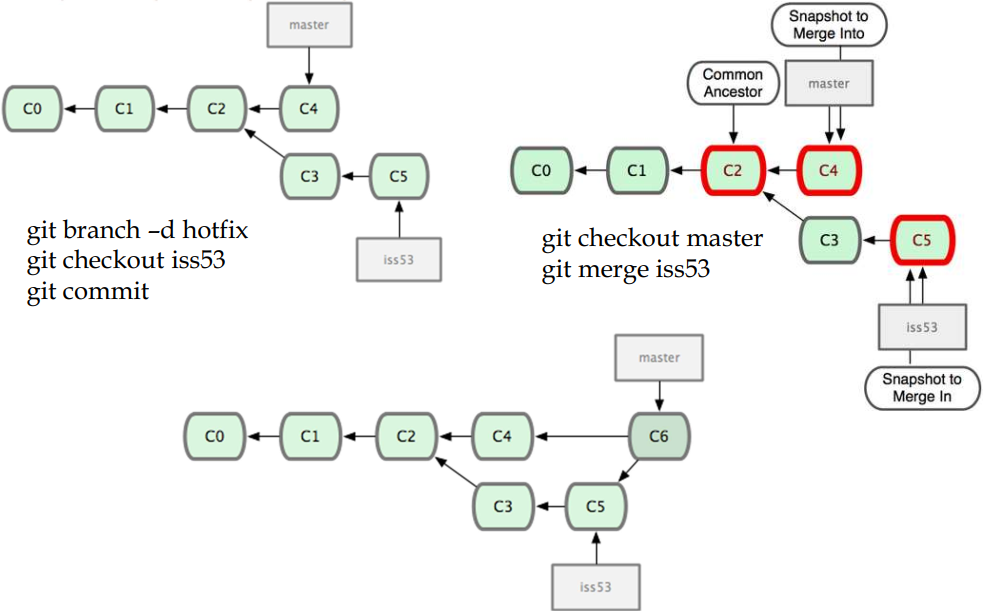 master
C0
C1
C2
C4
C3
C5
iss53
git branch –d hotfix
git checkout iss53
git commit
Snapshot to
Merge Into
Common
Ancestor
master
C0
C1
C2
C4
C3
C5
git checkout master
git merge iss53
iss53
Snapshot to
Merge In
master
C0
C1
C2
C4
C6
C3
C5
iss53